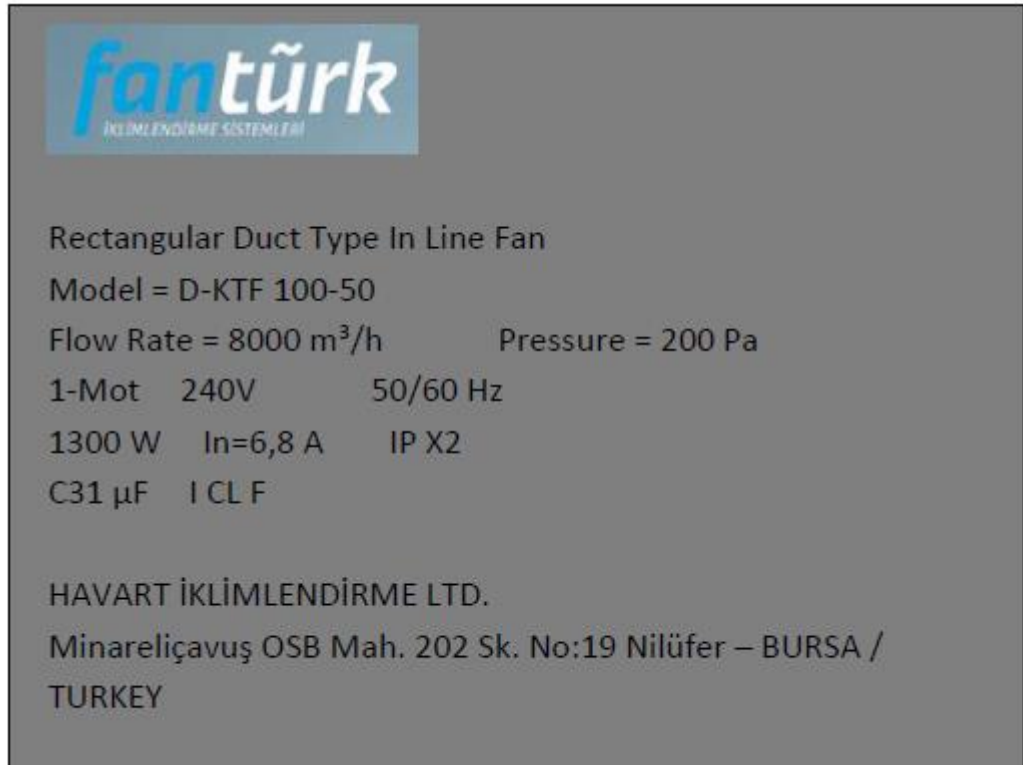 fantürk
İKLİMLENDİRME SİSTEMLERİ
Rectangular Duct Type In Line Fan
Model = D-KTF 100-50
Flow Rate = 8000 m³/h Pressure = 200 Pa
1-Mot 240V 50/60 Hz
1300 W In=6,8 A IP X2
C31 µF I CL F
HAVART İKLİMLENDİRME LTD.
Minareliçavuş OSB Mah. 202 Sk. No:19 Nilüfer – BURSA /
TURKEY